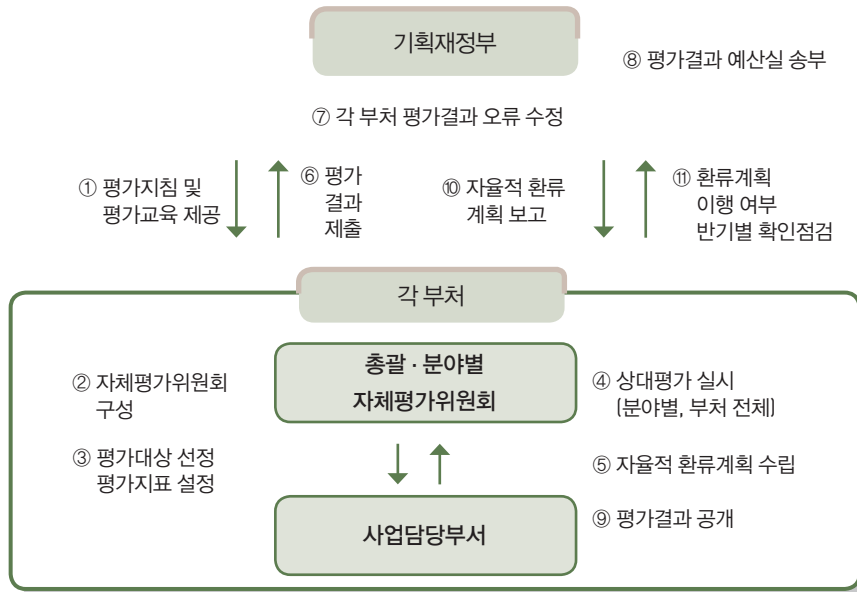 기획재정부
⑧ 평가결과 예산실 송부
⑦ 각 부처 평가결과 오류 수정
① 평가지침 및
평가교육 제공
⑥ 평가
결과
제출
⑩ 자율적 환류
계획 보고
⑪ 환류계획
이행 여부
반기별 확인점검
각 부처
② 자체평가위원회
구성
③ 평가대상 선정
평가지표 설정
총괄 · 분야별
자체평가위원회
사업담당부서
④ 상대평가 실시
(분야별, 부처 전체)
⑤ 자율적 환류계획 수립
⑨ 평가결과 공개